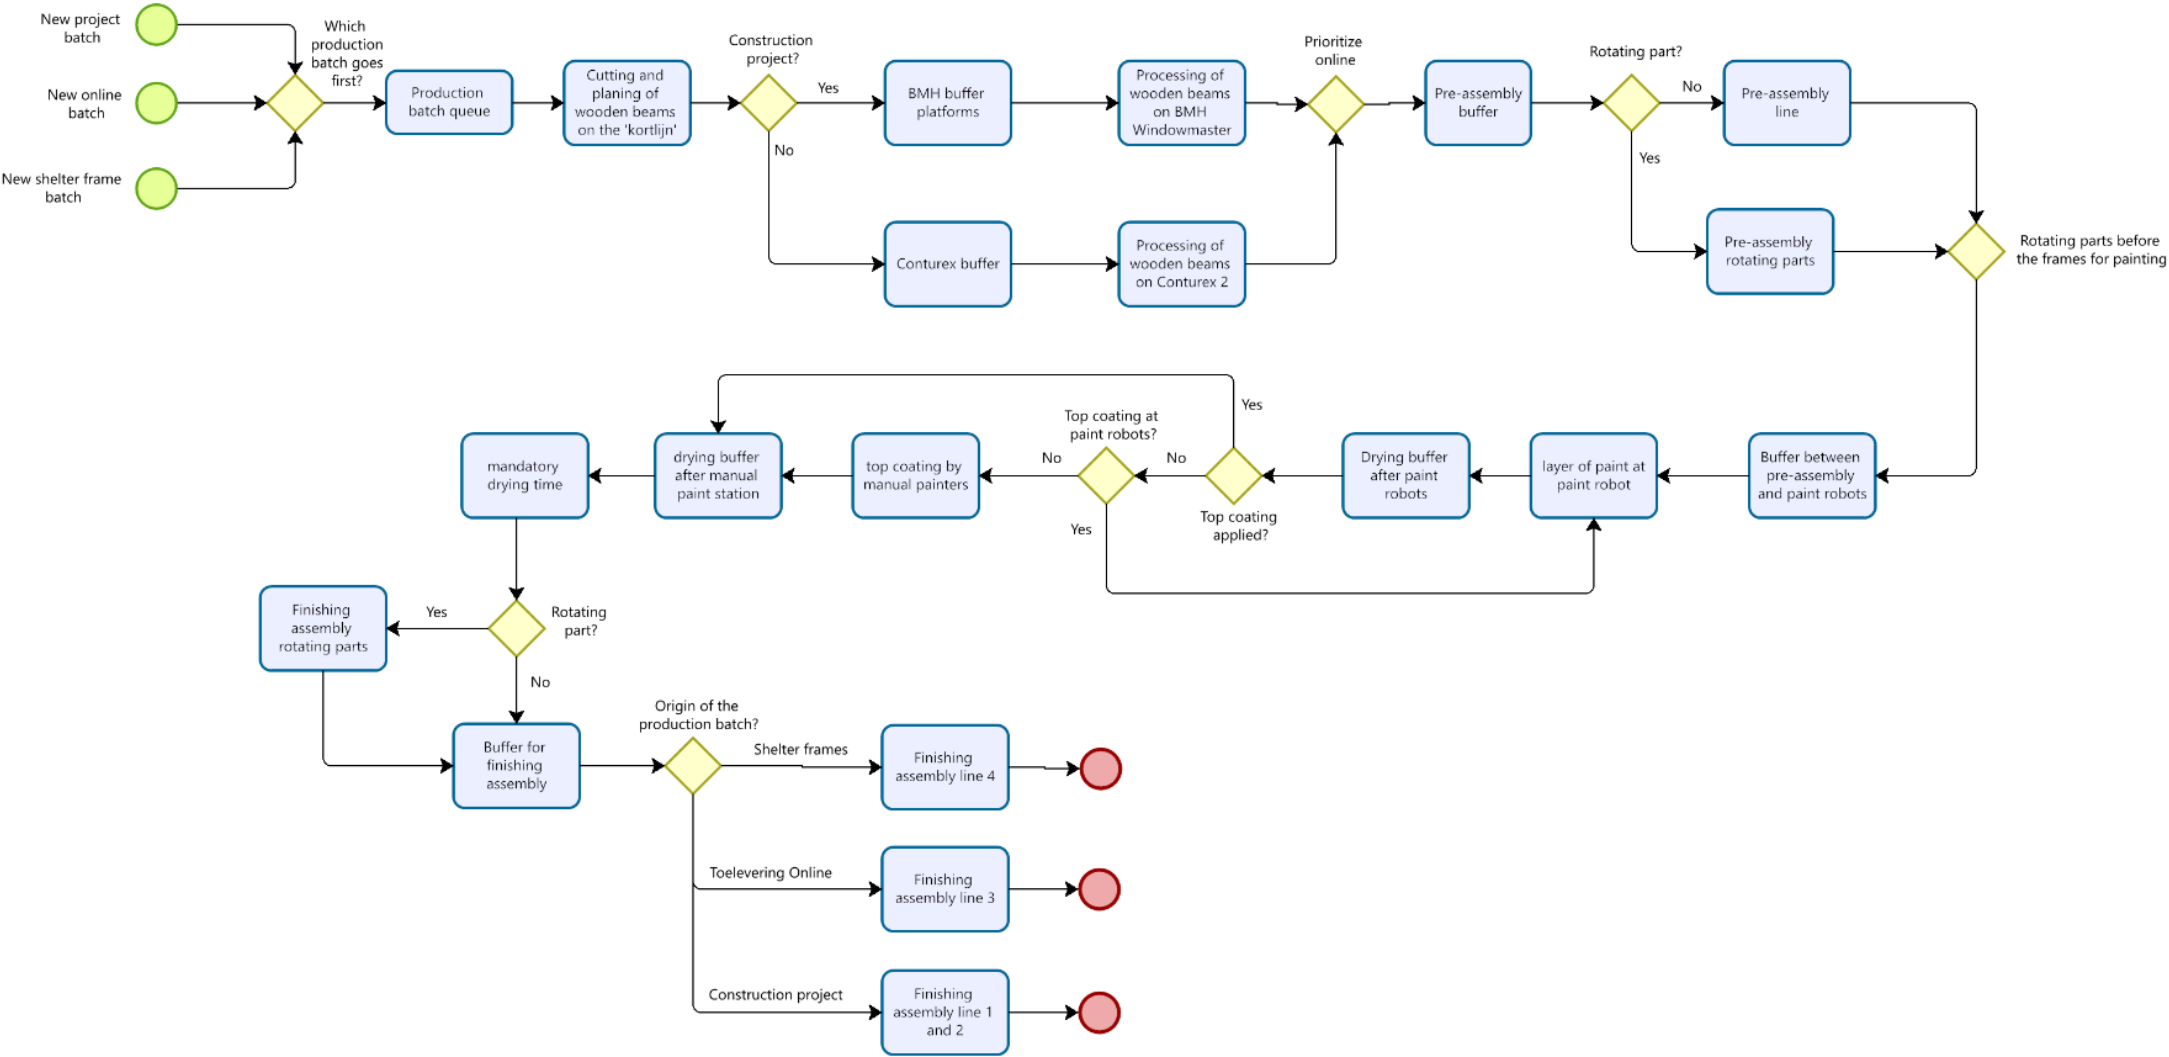 New project
batch
Which
production
batch goes
first?
New online
batch
New shelter frame
batch
Production
batch queue
Cutting and
planing of
wooden beams
on the 'kortlijn'
Construction
project?
Yes
No
BMH buffer
platforms
Processing of
wooden beams
on BMH
Windowmaster
Conturex buffer
Processing of
wooden beams
on Conturex 2
Prioritize
online
Pre-assembly
buffer
Rotating part?
No
Yes
Pre-assembly
line
Pre-assembly
rotating parts
Rotating parts before
the frames for painting
Buffer between
pre-assembly
and paint robots
layer of paint at
paint robot
Drying buffer
after paint
robots
Top coating
applied?
Yes
No
Top coating at
paint robots?
No
Yes
top coating by
manual painters
drying buffer
after manual
paint station
mandatory
drying time
Rotating
part?
Yes
No
Finishing
assembly
rotating parts
Buffer for
finishing
assembly
Origin of the
production batch?
Shelter frames
Finishing
assembly line 4
Toelevering Online
Finishing
assembly line 3
Construction project
Finishing
assembly line 1
and 2